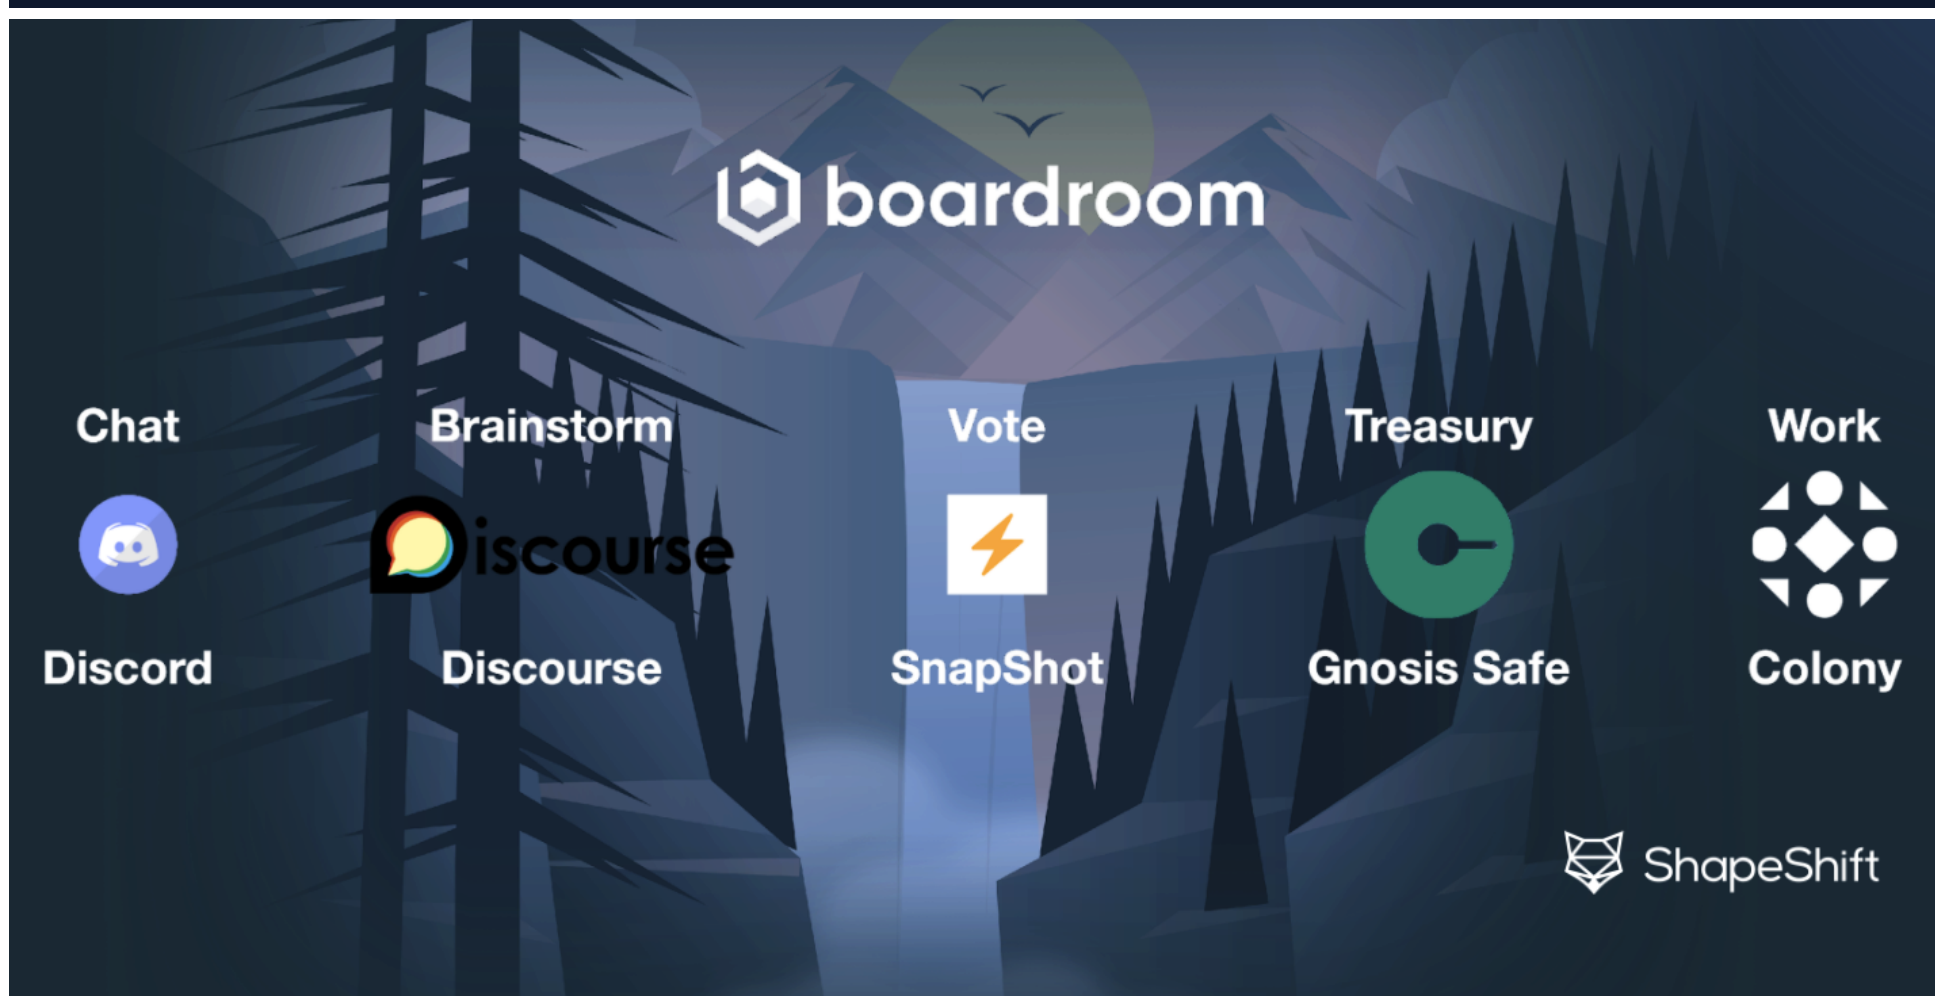 boardroom
Chat Brainstorm Vote Treasury Work
Discourse
Discord Discourse SnapShot Gnosis Safe Colony
ShapeShift